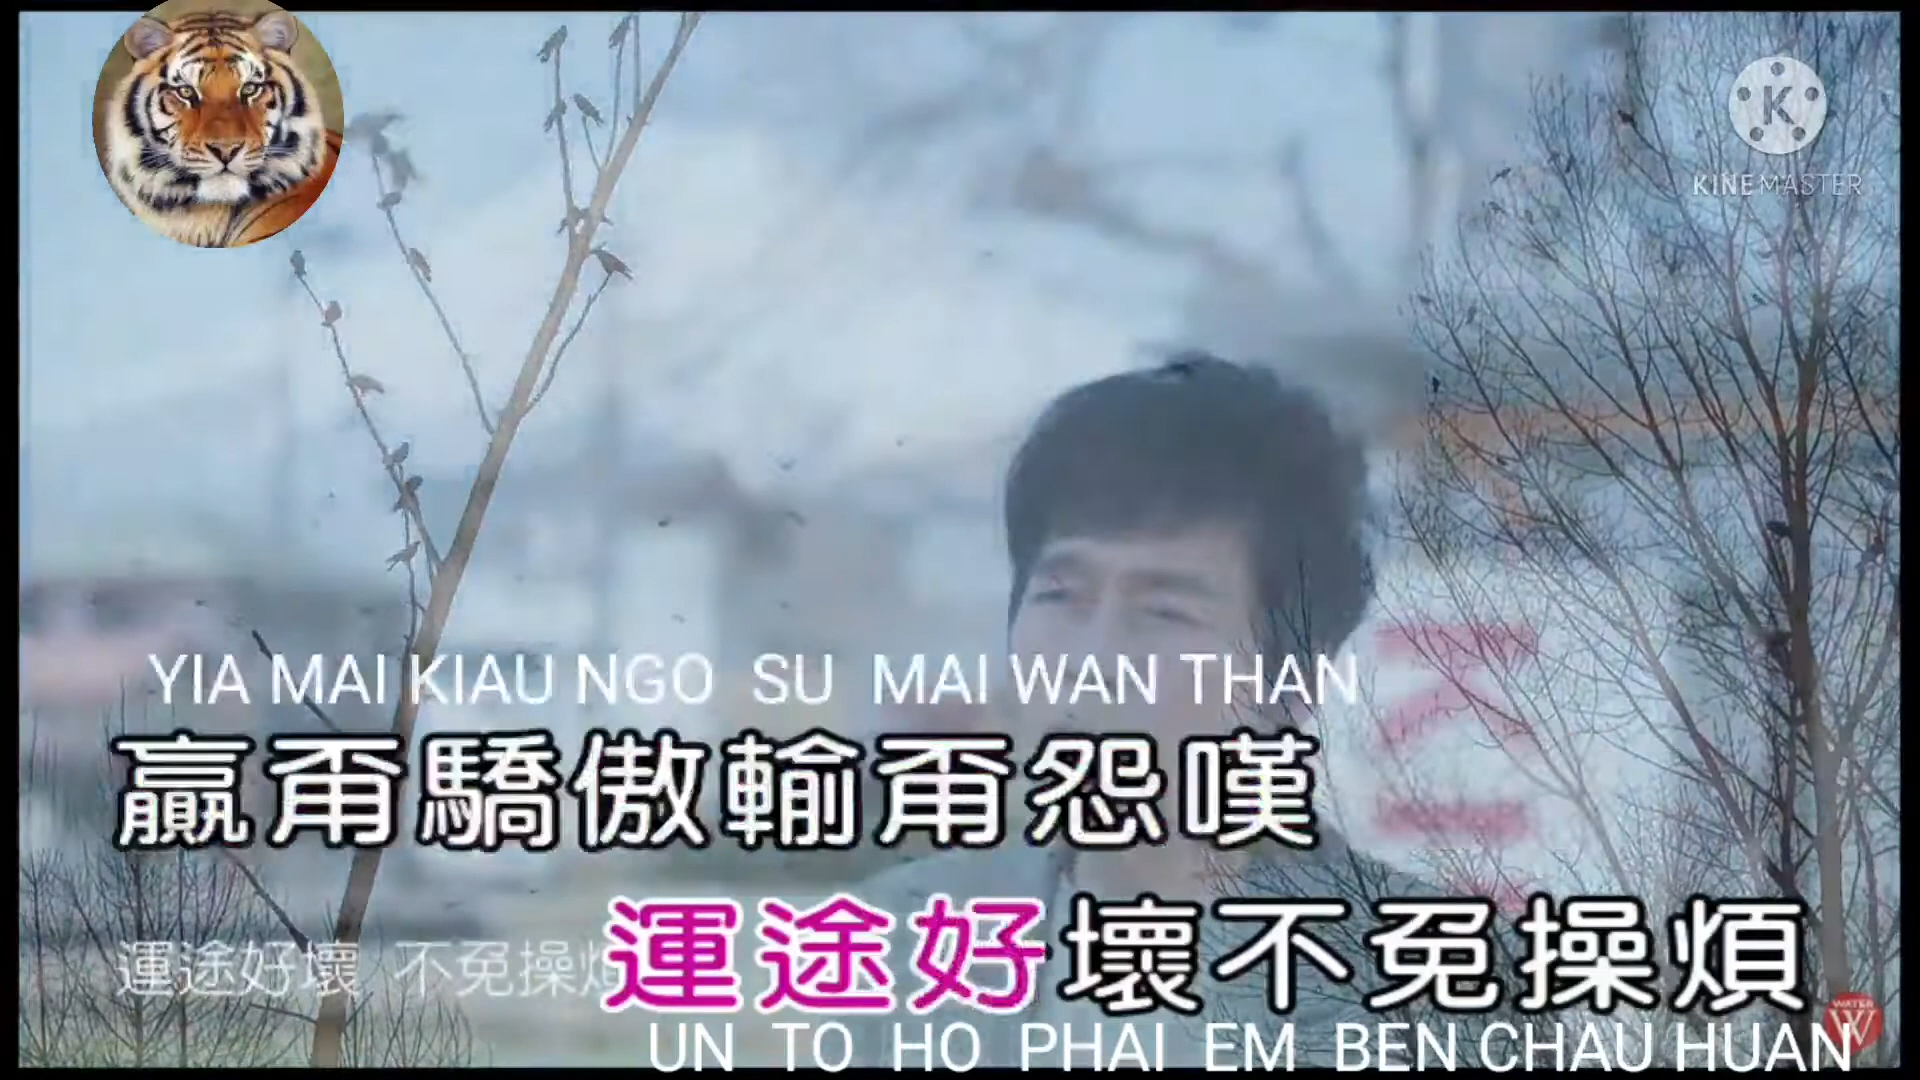 KINEMASTER
YIA MAI KIAU NGO SU MAI WAN THAN
贏甭驕傲輸甭怨嘆
運途好壞不免操煩
運途好壞 不免操煩
UN TO HO PHAI EM BEN CHAU HUAN
WATER